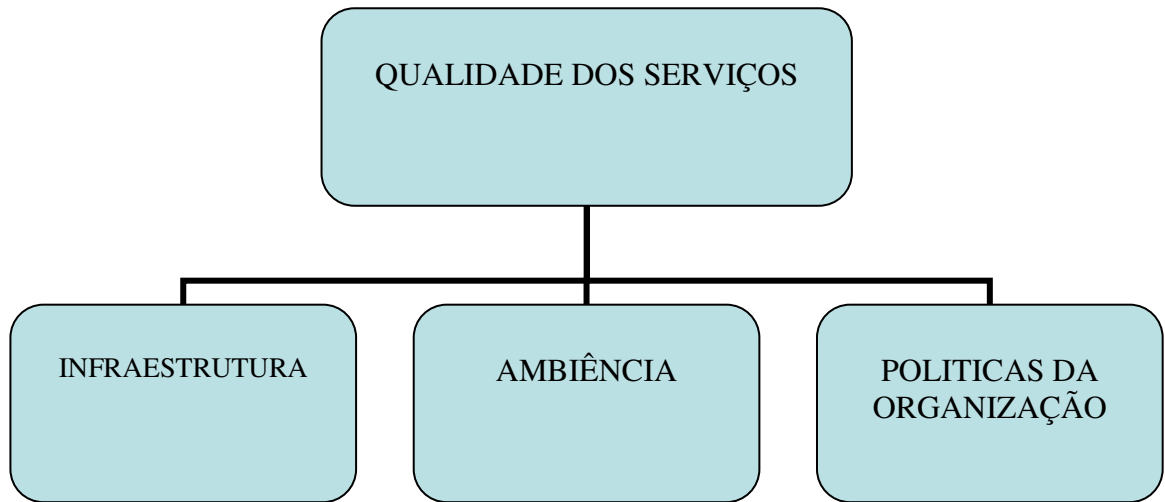 QUALIDADE DOS SERVIÇOS
INFRAESTRUTURA
AMBIÊNCIA
POLITICAS DA
ORGANIZAÇÃO